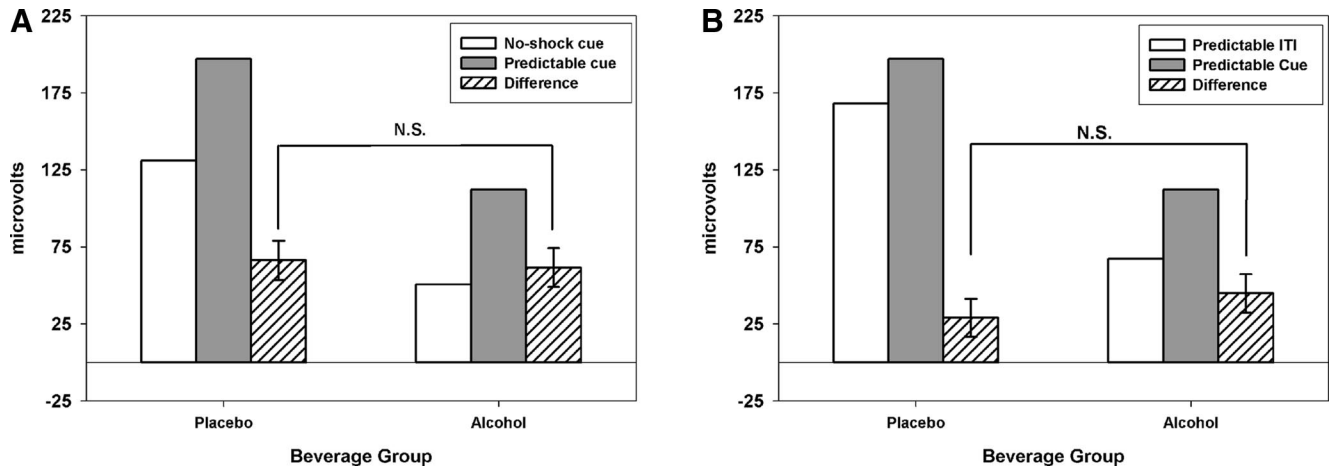 A
225
175
125
75
25
-25
microvolts
No-shock cue
Predictable cue
Difference
N.S.
Placebo
Alcohol
Beverage Group
B
225
175
125
75
25
-25
microvolts
Predictable ITI
Predictable Cue
Difference
N.S.
Placebo
Alcohol
Beverage Group